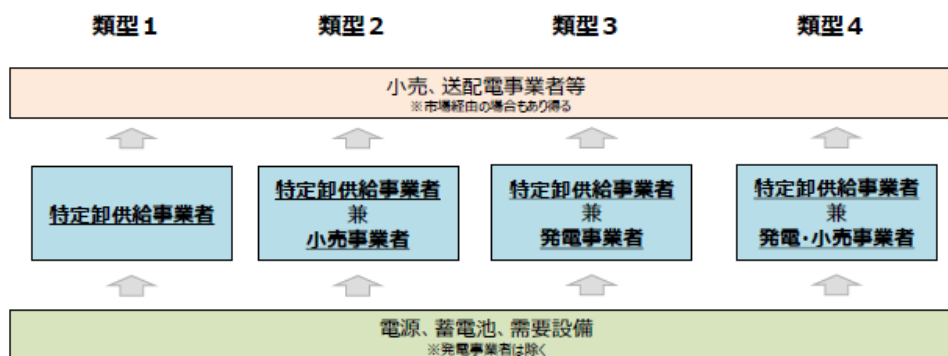 類型1
類型2
類型3
類型4
小売、送配電事業者等
※市場経由の場合もあり得る
特定卸供給事業者
特定卸供給事業者
兼
小売事業者
特定卸供給事業者
兼
発電事業者
特定卸供給事業者
兼
発電・小売事業者
電源、蓄電池、需要設備
※発電事業者は除く